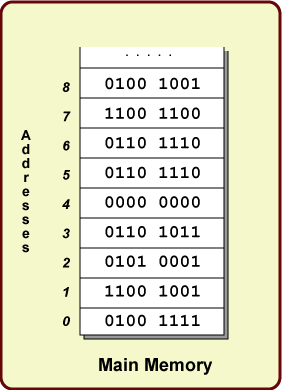 . . . . .
8 0100 1001
7 1100 1100
6 0110 1110
5 0110 1110
4 0000 0000
3 0110 1011
2 0101 0001
1 1100 1001
0 0100 1111
Addresses
Main Memory